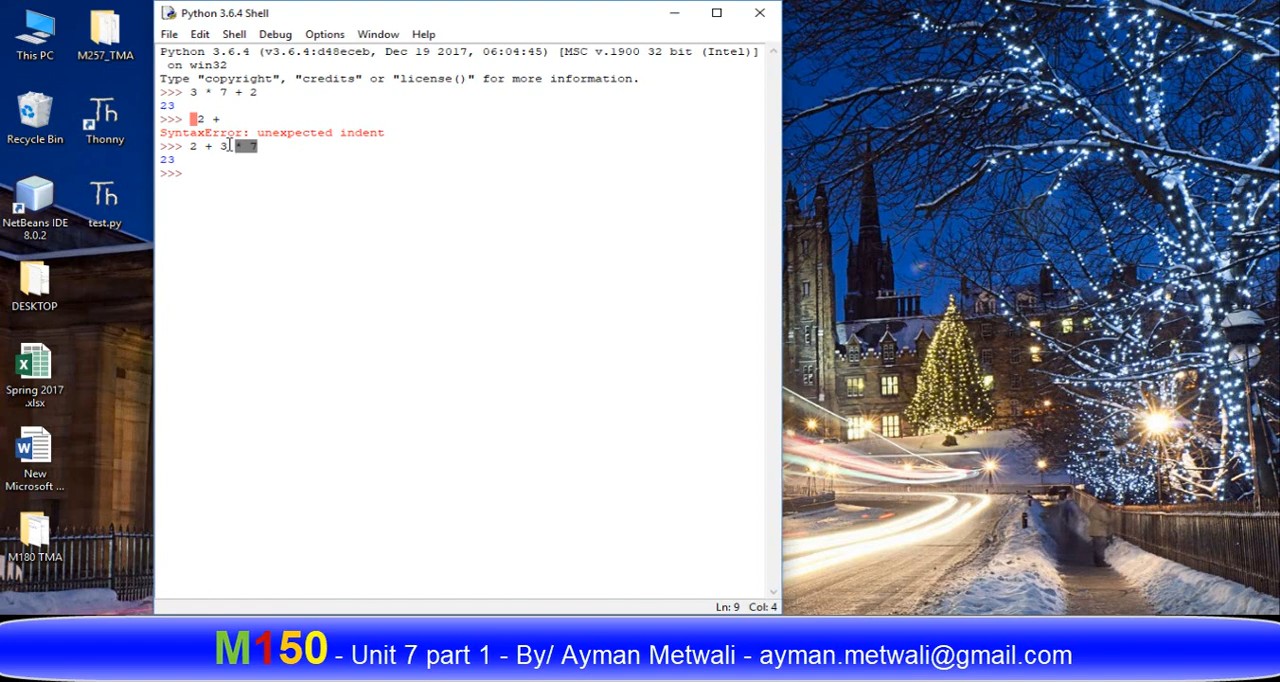 This PC
M257_TMA
Recycle Bin
Thonny
NetBeans IDE
8.0.2
test.py
DESKTOP
Spring 2017
.xlsx
New
Microsoft ...
M180 TMA
Python 3.6.4 Shell
File Edit Shell Debug Options Window Help
Python 3.6.4 (v3.6.4:d48eceb, Dec 19 2017, 06:04:45) [MSC v.1900 32 bit (Intel)]
on win32
Type "copyright", "credits" or "license()" for more information.
>>> 3 * 7 + 2
23
>>> 2 +
SyntaxError: unexpected indent
>>> 2 + 3 * 7
23
>>>
Ln: 9 Col: 4
M150 - Unit 7 part 1 - By/ Ayman Metwali - ayman.metwali@gmail.com